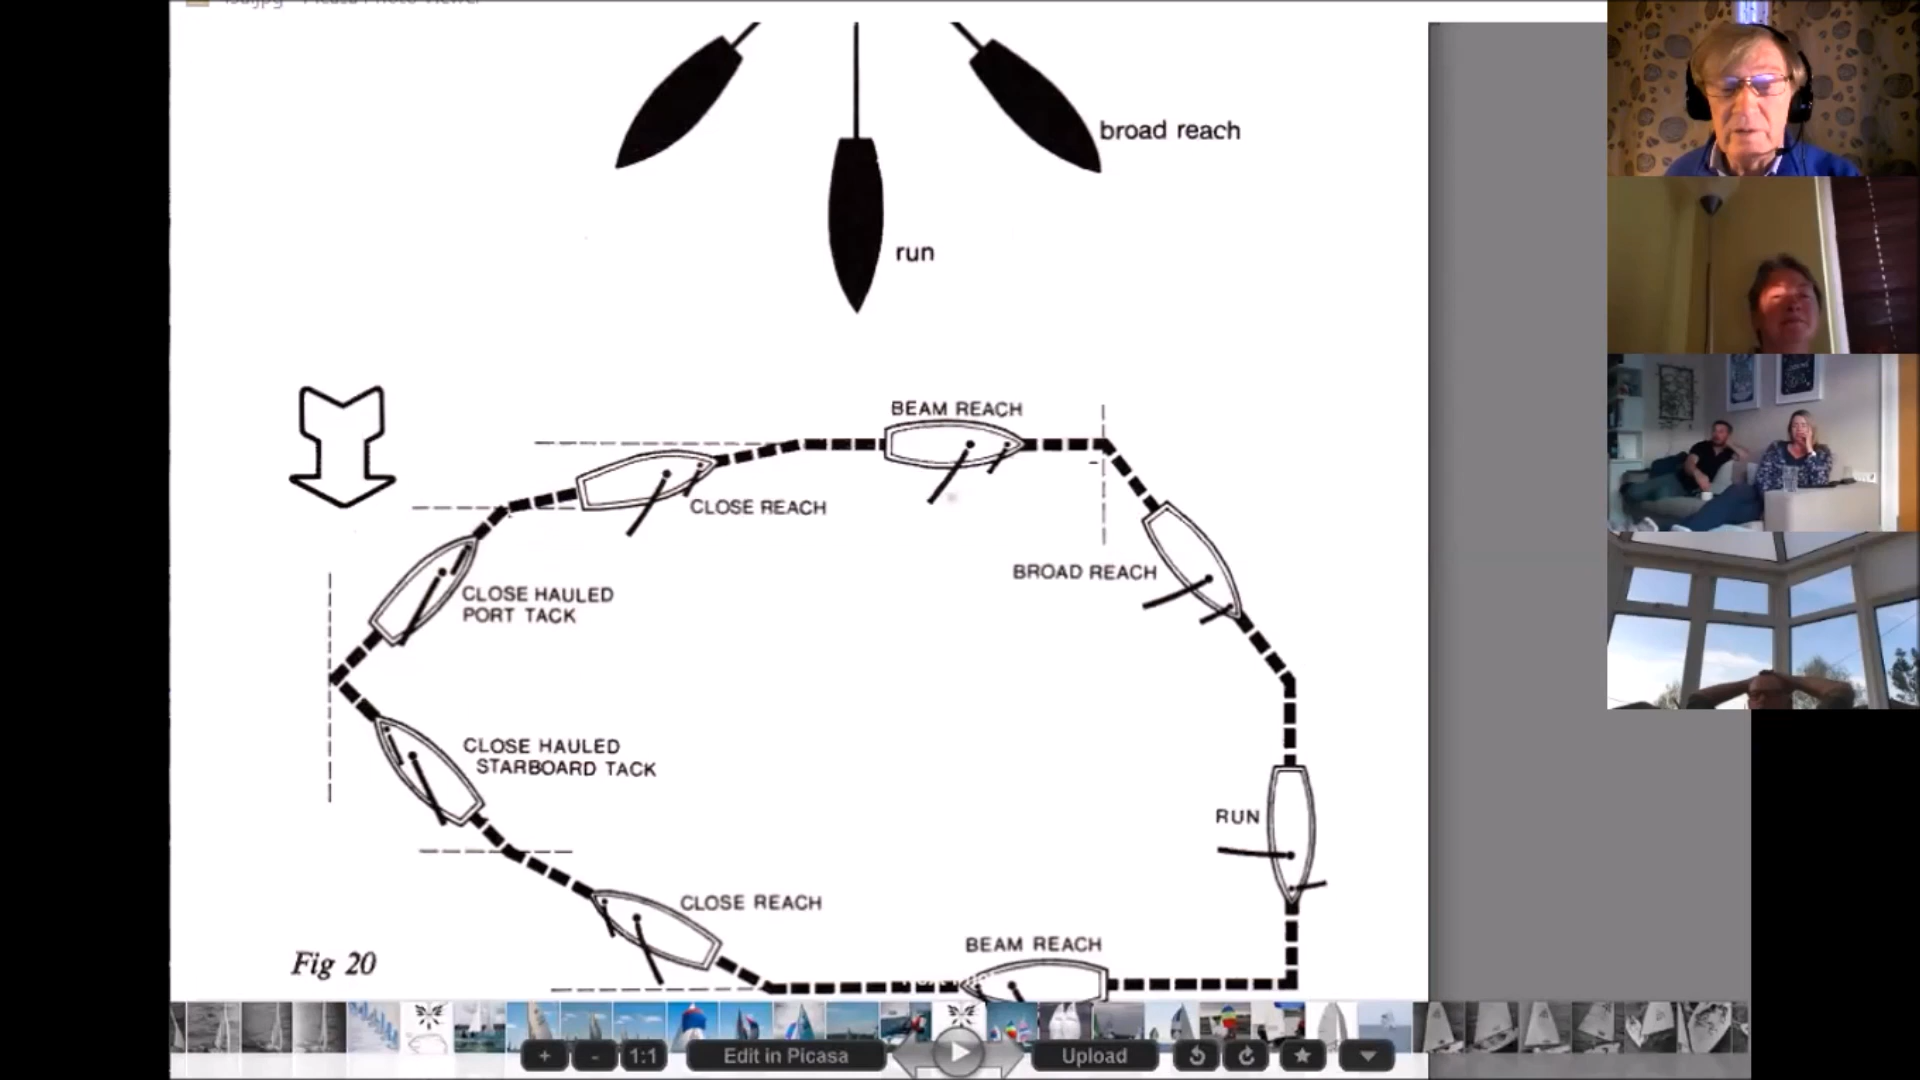 broad reach
run
BEAM REACH
CLOSE REACH
BROAD REACH
CLOSE HAULED
PORT TACK
CLOSE HAULED
STARBOARD TACK
RUN
CLOSE REACH
BEAM REACH
Fig 20
+ - 1:1 Edit in Picasa Upload